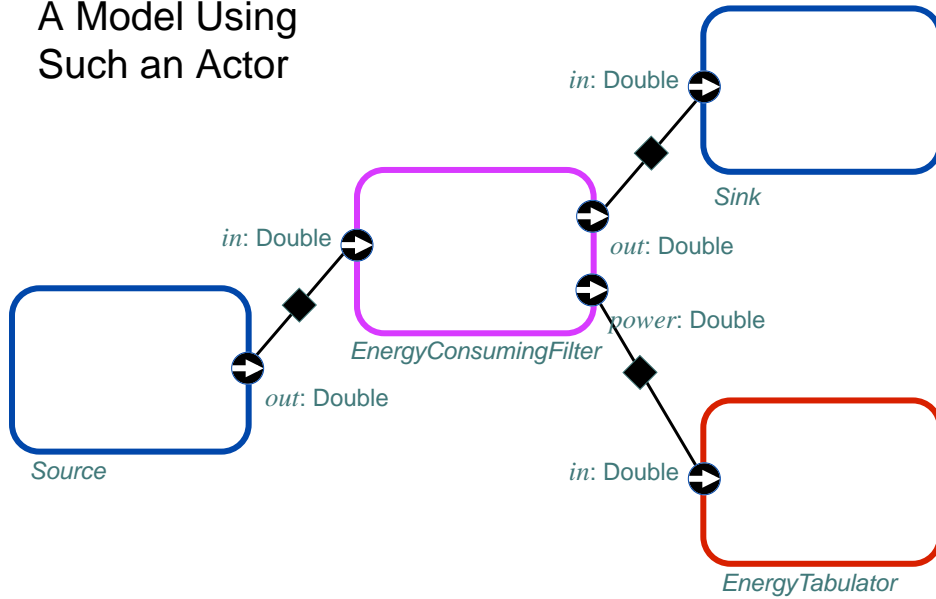 A Model Using
Such an Actor
in: Double
Sink
in: Double
out: Double
power: Double
EnergyConsumingFilter
out: Double
Source
in: Double
EnergyTabulator